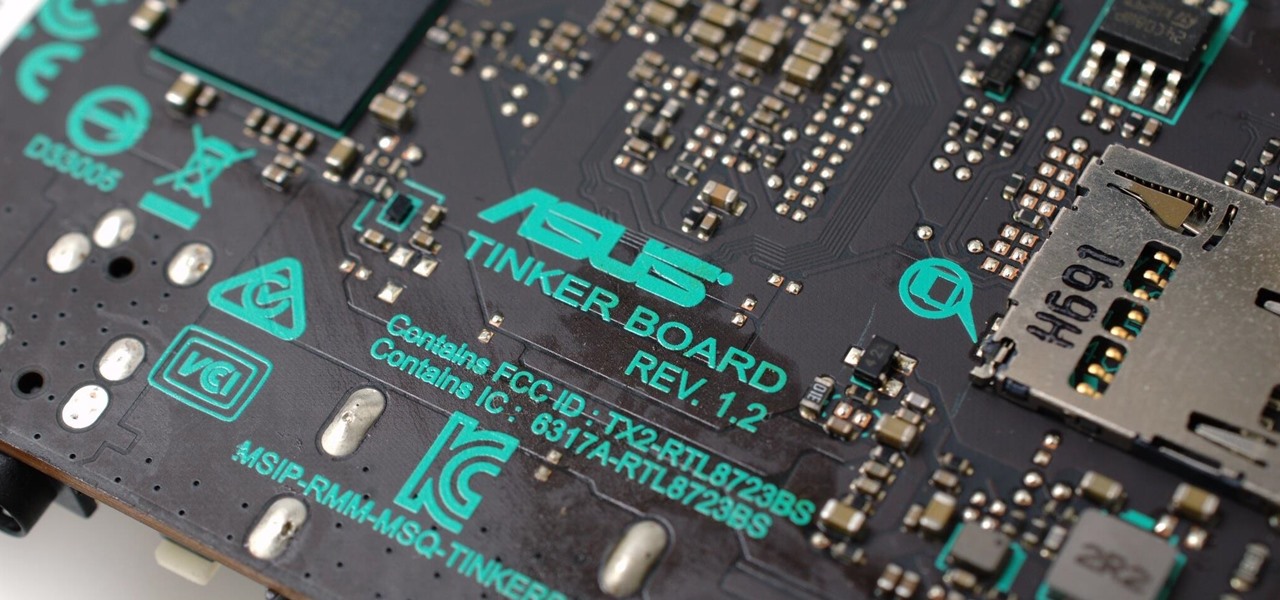 D33005
ASUS
TINKER BOARD
REV. 1.2
Contains FCC ID : TX2-RTL8723BS
Contains IC : 6317A-RTL8723BS
VCI
MSIP-RMM-MSQ-TINKERB
H691
2R2